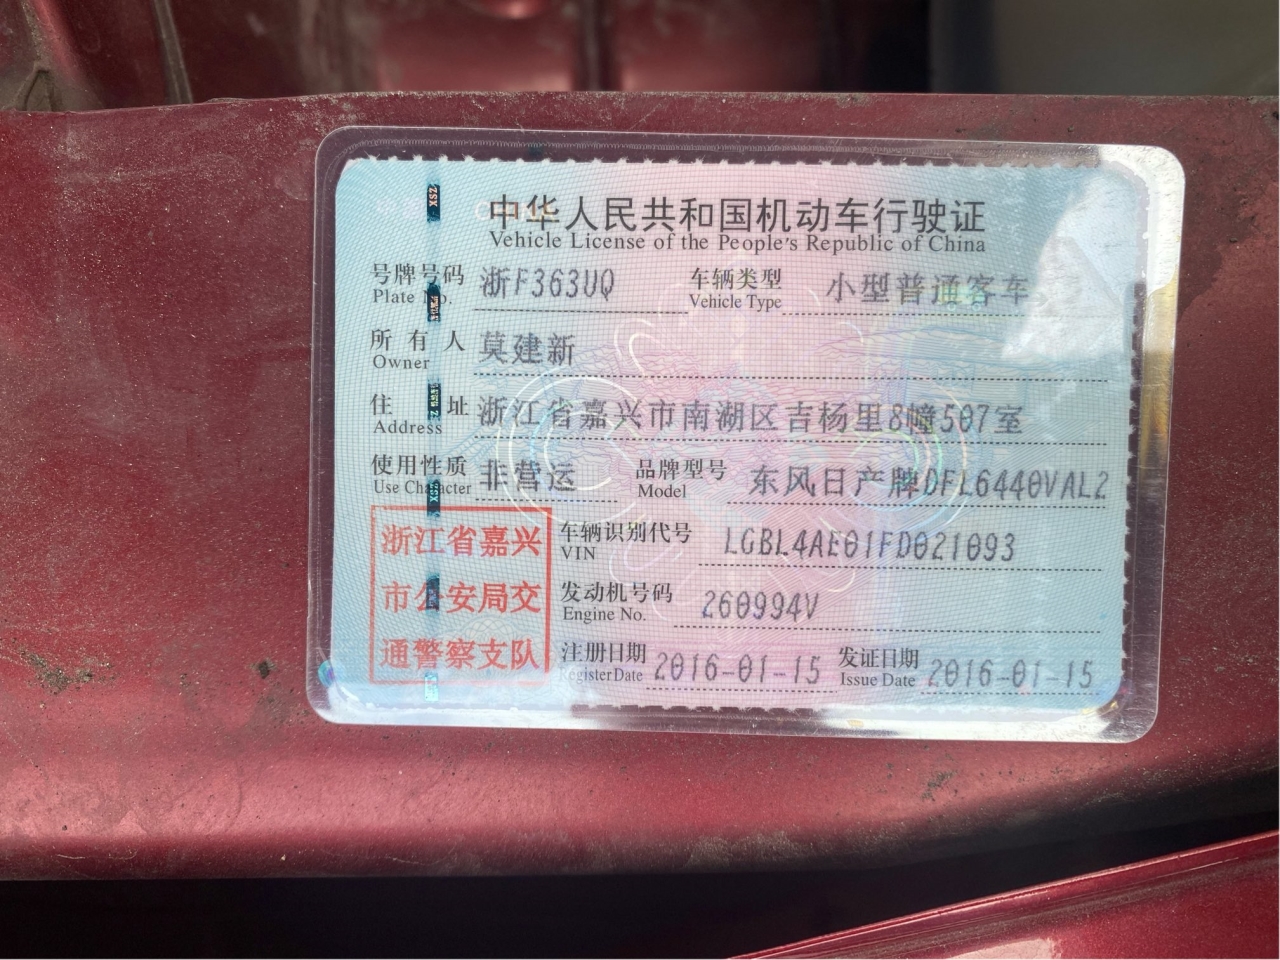 中华人民共和国机动车行驶证
Vehicle License of the People's Republic of China
号牌号码 浙F363UQ 车辆类型 小型普通客车
Plate No. Vehicle Type
所有人 莫建新
Owner
住址 浙江省嘉兴市南湖区吉杨里8幢507室
Address
使用性质 非营运 品牌型号 东风日产牌DFL6440VAL2
Use Character Model
浙江省嘉兴
市公安局交
通警察支队
车辆识别代号 LGBL4AE01FD021093
VIN
发动机号码 260994V
Engine No.
注册日期 2016-01-15 发证日期 2016-01-15
Register Date Issue Date